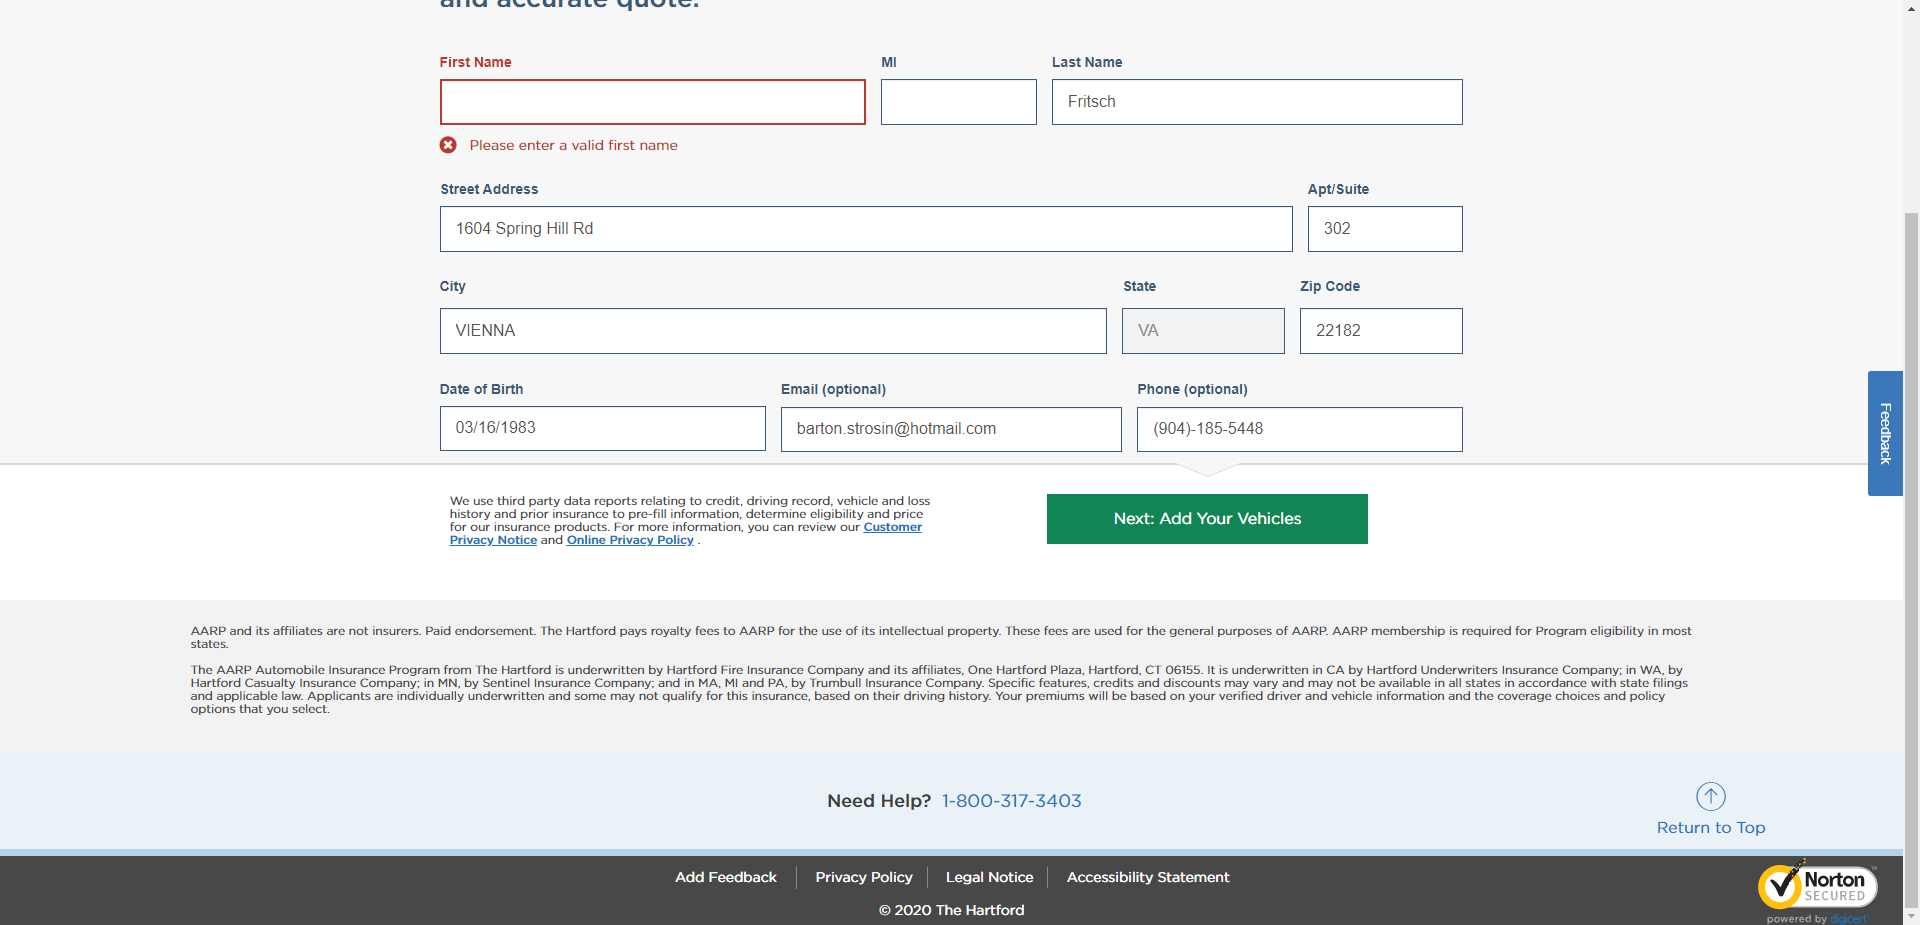 and accurate quote.
First Name
MI
Last Name
Fritsch
Please enter a valid first name
Street Address
Apt/Suite
1604 Spring Hill Rd
302
City
State
Zip Code
VIENNA
VA
22182
Date of Birth
Email (optional)
Phone (optional)
03/16/1983
barton.strosin@hotmail.com
(904)-185-5448
Feedback
We use third party data reports relating to credit, driving record, vehicle and loss
history and prior insurance to pre-fill information, determine eligibility and price
for our insurance products. For more information, you can review our Customer
Privacy Notice and Online Privacy Policy .
Next: Add Your Vehicles
AARP and its affiliates are not insurers. Paid endorsement. The Hartford pays royalty fees to AARP for the use of its intellectual property. These fees are used for the general purposes of AARP. AARP membership is required for Program eligibility in most
states.
The AARP Automobile Insurance Program from The Hartford is underwritten by Hartford Fire Insurance Company and its affiliates, One Hartford Plaza, Hartford, CT 06155. It is underwritten in CA by Hartford Underwriters Insurance Company; in WA, by
Hartford Casualty Insurance Company; in MN, by Sentinel Insurance Company; and in MA, MI and PA, by Trumbull Insurance Company. Specific features, credits and discounts may vary and may not be available in all states in accordance with state filings
and applicable law. Applicants are individually underwritten and some may not qualify for this insurance, based on their driving history. Your premiums will be based on your verified driver and vehicle information and the coverage choices and policy
options that you select.
Need Help? 1-800-317-3403
Return to Top
Add Feedback
Privacy Policy
Legal Notice
Accessibility Statement
© 2020 The Hartford
Norton
SECURED
powered by digicert